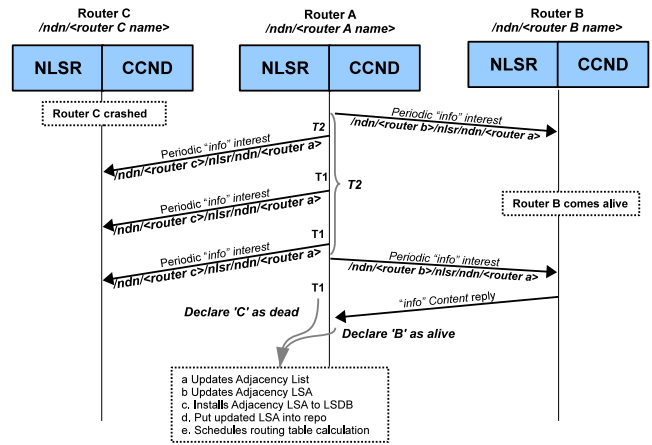 Router C
/ndn/<router C name>
Router A
/ndn/<router A name>
Router B
/ndn/<router B name>
NLSR
CCND
NLSR
CCND
NLSR
CCND
Router C crashed
T2
Periodic “info” interest
/ndn/<router b>/nlsr/ndn/<router a>
Periodic “info” interest
/ndn/<router c>/nlsr/ndn/<router a>
T1
T2
Periodic “info” interest
/ndn/<router c>/nlsr/ndn/<router a>
Router B comes alive
T1
Periodic “info” interest
/ndn/<router c>/nlsr/ndn/<router a>
Periodic “info” interest
/ndn/<router b>/nlsr/ndn/<router a>
T1
“info” Content reply
Declare 'C' as dead
Declare 'B' as alive
a Updates Adjacency List
b Updates Adjacency LSA
c. Installs Adjacency LSA to LSDB
d. Put updated LSA into repo
e. Schedules routing table calculation